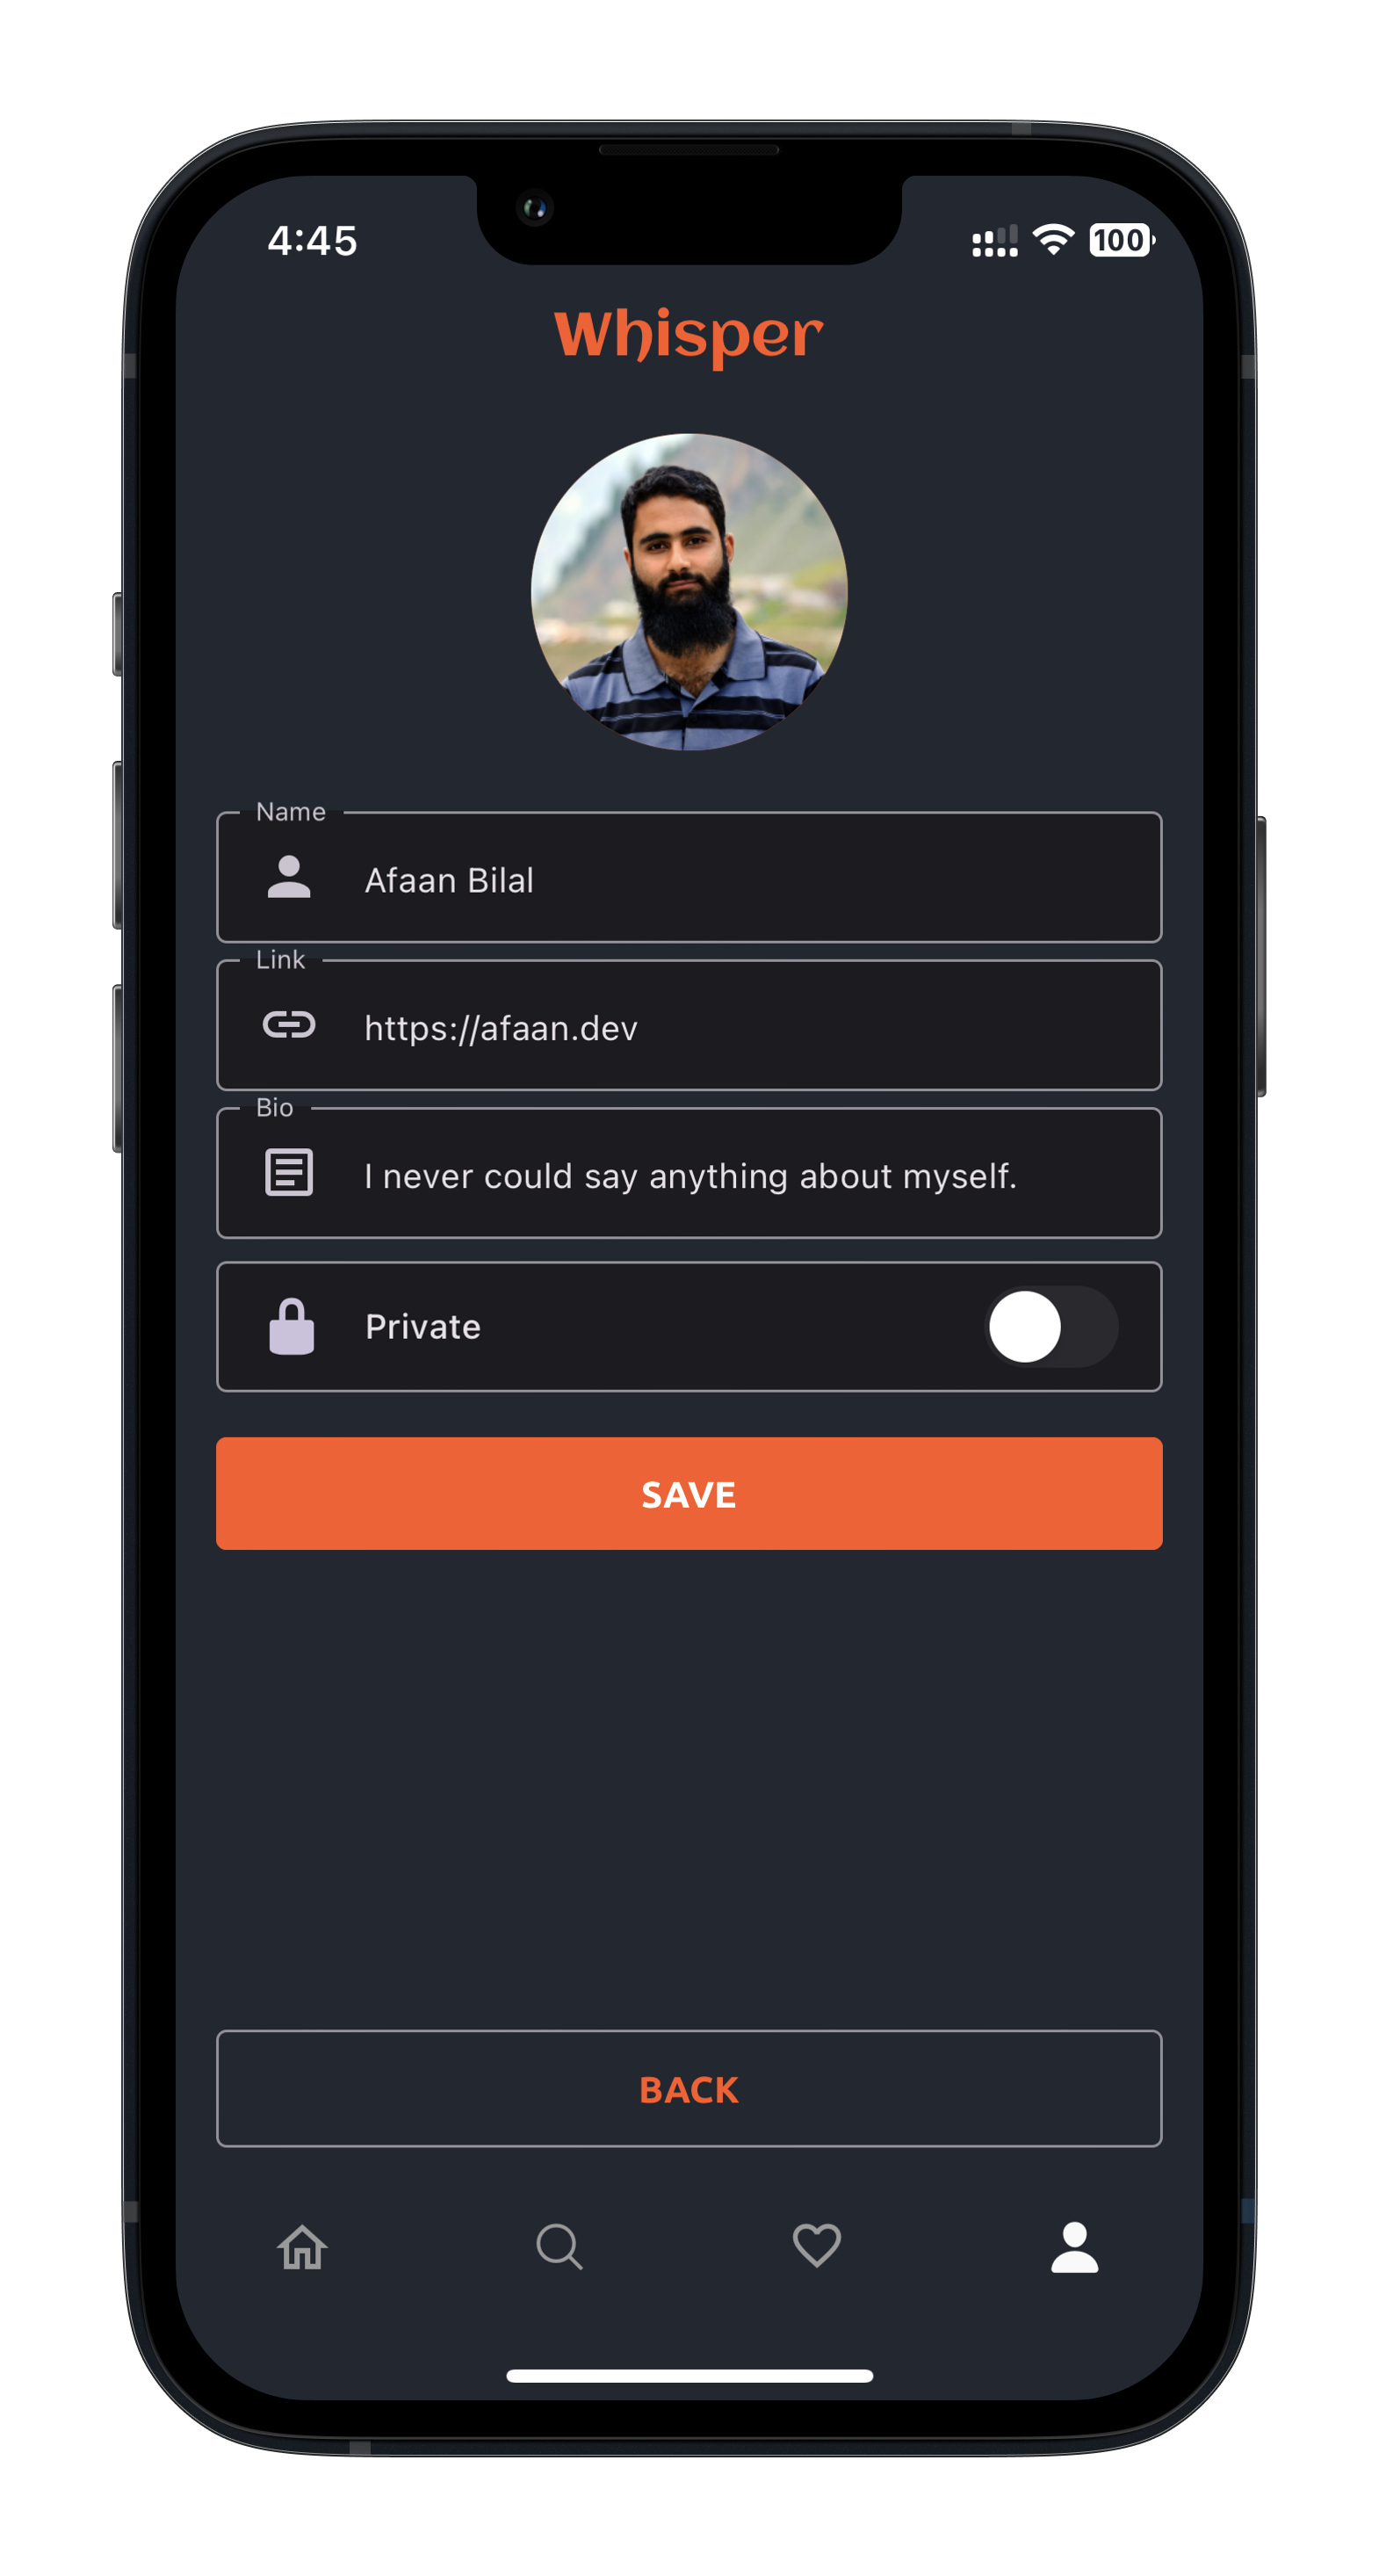 4:45
100
Whisper
Name
Afaan Bilal
Link
https://afaan.dev
Bio
I never could say anything about myself.
Private
SAVE
BACK